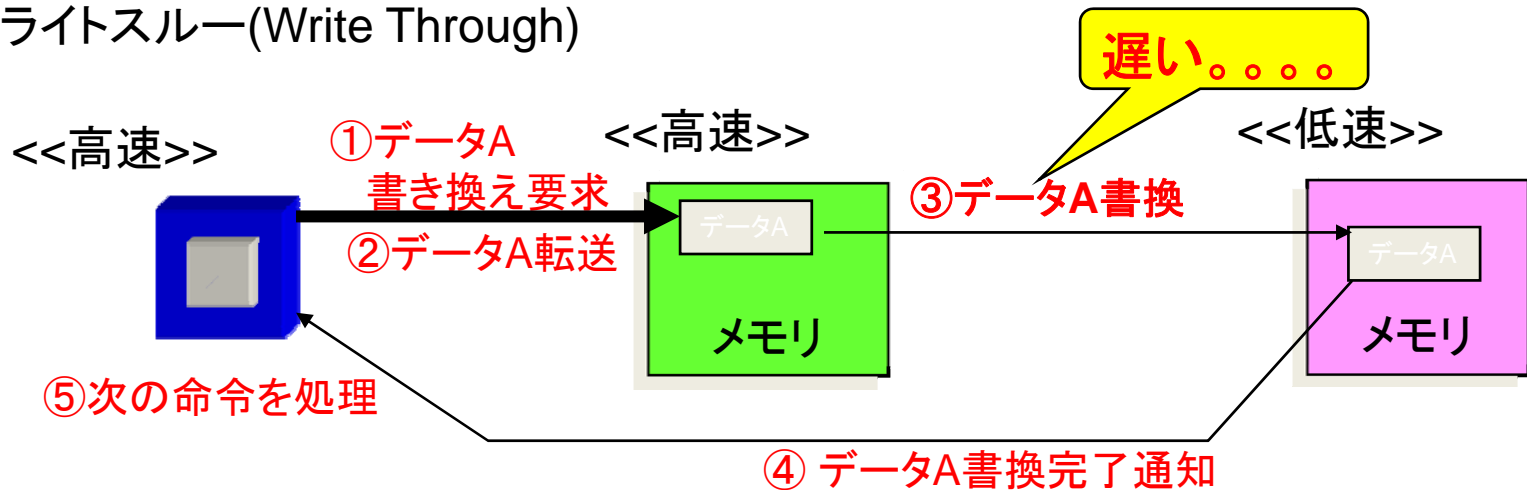 ライトスルー(Write Through)
遅い。。。。
<<高速>>
①データA
書き換え要求
②データA転送
<<高速>>
データA
メモリ
③データA書換
<<低速>>
データA
メモリ
④ データA書換完了通知
⑤次の命令を処理